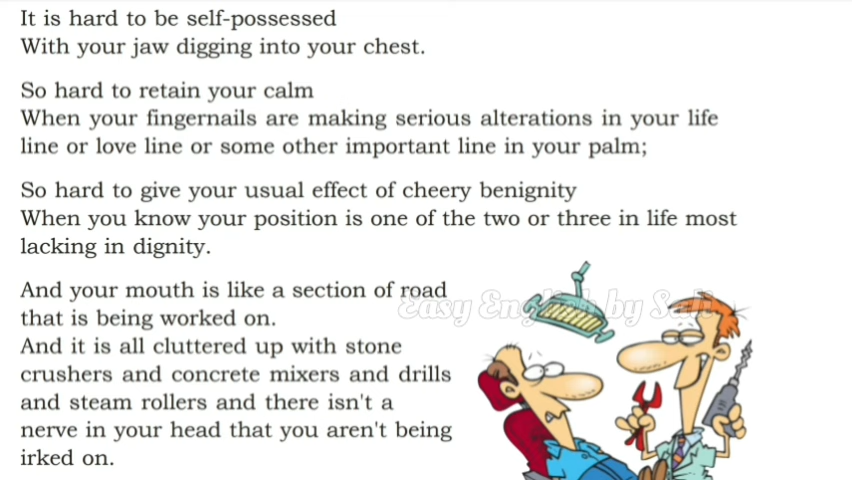 It is hard to be self-possessed
With your jaw digging into your chest.
So hard to retain your calm
When your fingernails are making serious alterations in your life
line or love line or some other important line in your palm;
So hard to give your usual effect of cheery benignity
When you know your position is one of the two or three in life most
lacking in dignity.
And your mouth is like a section of road
that is being worked on.
And it is all cluttered up with stone
crushers and concrete mixers and drills
and steam rollers and there isn't a
nerve in your head that you aren't being
irked on.
Easy English by